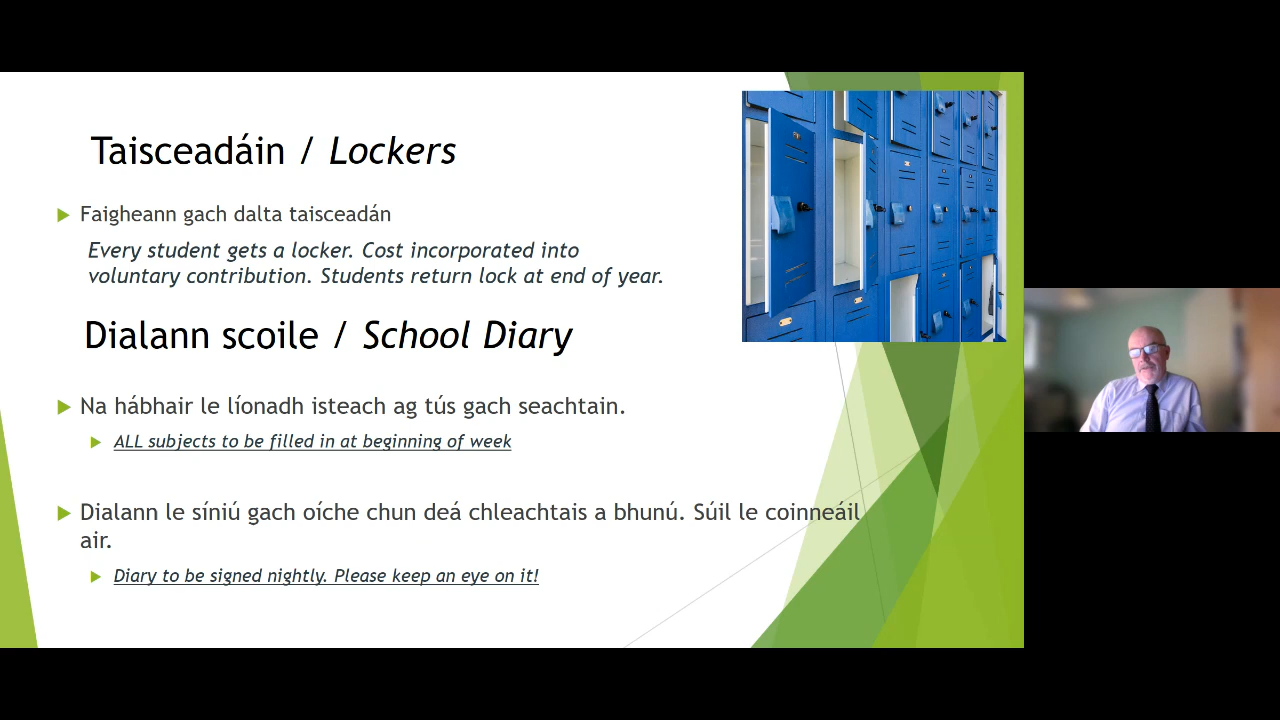 Taisceadáin / Lockers
Faigheann gach dalta taisceadán
Every student gets a locker. Cost incorporated into
voluntary contribution. Students return lock at end of year.
Dialann scoile / School Diary
Na hábhair le líonadh isteach ag tús gach seachtain.
ALL subjects to be filled in at beginning of week
Dialann le síniú gach oíche chun deá chleachtais a bhunú. Súil le coinneáil
air.
Diary to be signed nightly. Please keep an eye on it!